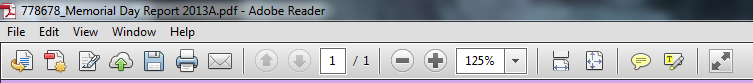 778678_Memorial Day Report 2013A.pdf - Adobe Reader
File Edit View Window Help
1 / 1 125%